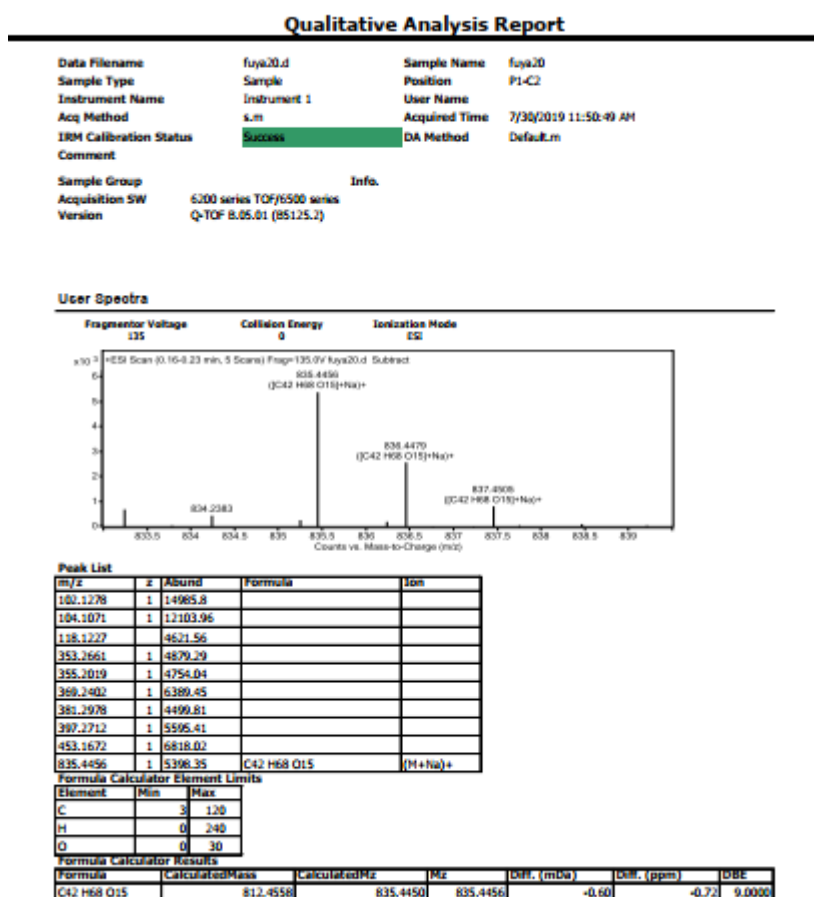 Qualitative Analysis Report
Data Filename fuya20.d Sample Name fuya20
Sample Type Sample Position P1-C2
Instrument Name Instrument 1 User Name
Acq Method s.m Acquired Time 7/30/2019 11:50:49 AM
IRM Calibration Status Success DA Method Default.m
Comment
Sample Group Info.
Acquisition SW 6200 series TOF/6500 series
Version Q-TOF B.05.01 (B5125.2)
User Spectra
Fragmentor Voltage Collision Energy Ionization Mode
135 0 ESI
x10 3 +ESI Scan (0.16-0.23 min, 5 Scans) Frag=135.0V fuya20.d Subtract
6
835.4456
([C42 H68 O15]+Na)+
5
4
3
836.4479
([C42 H68 O15]+Na)+
2
837.4505
([C42 H68 O15]+Na)+
1
834.2383
0
833.5 834 834.5 835 835.5 836 836.5 837 837.5 838 838.5 839
Counts vs. Mass-to-Charge (m/z)
Peak List
m/z z Abund Formula Ion
102.1278 1 14985.8
104.1071 1 12103.96
118.1227 4621.56
353.2661 1 4879.29
355.2019 1 4754.04
369.2402 1 6389.45
381.2978 1 4499.81
397.2712 1 5595.41
453.1672 1 6818.02
835.4456 1 5398.35 C42 H68 O15 (M+Na)+
Formula Calculator Element Limits
Element Min Max
C 3 120
H 0 240
O 0 30
Formula Calculator Results
Formula CalculatedMass CalculatedMz Mz Diff. (mDa) Diff. (ppm) DBE
C42 H68 O15 812.4558 835.4450 835.4456 -0.60 -0.72 9.0000